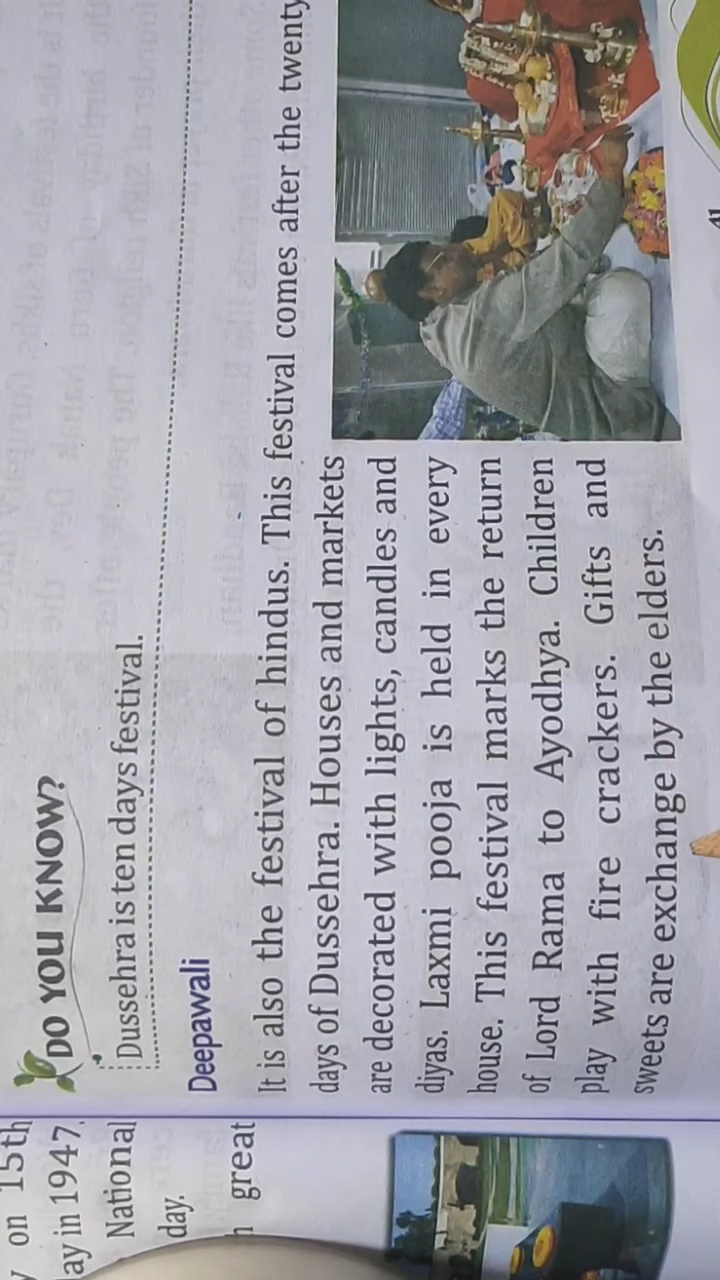 on 15th
ay in 1947.
National
day.
great
DO YOU KNOW?
Dussehra is ten days festival.
Deepawali
It is also the festival of hindus. This festival comes after the twenty
days of Dussehra. Houses and markets
are decorated with lights, candles and
diyas. Laxmi pooja is held in every
house. This festival marks the return
of Lord Rama to Ayodhya. Children
play with fire crackers. Gifts and
sweets are exchange by the elders.
41